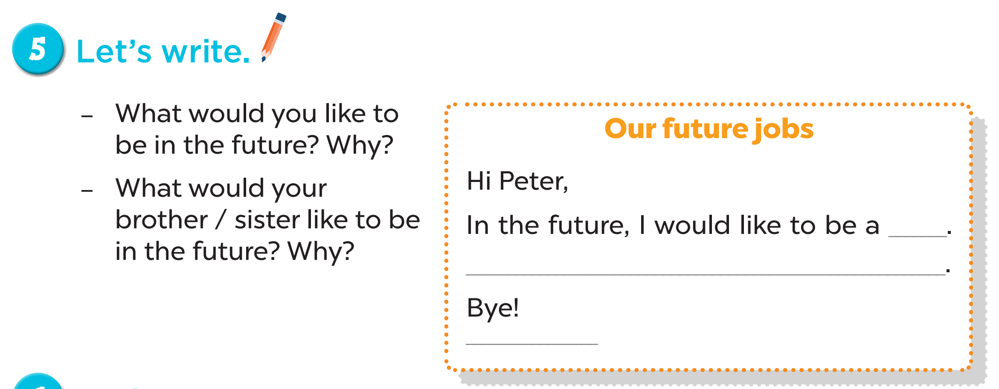 5 Let's write.
– What would you like to
be in the future? Why?
– What would your
brother / sister like to be
in the future? Why?
Our future jobs
Hi Peter,
In the future, I would like to be a _____.
________________________________________.
Bye!
___________